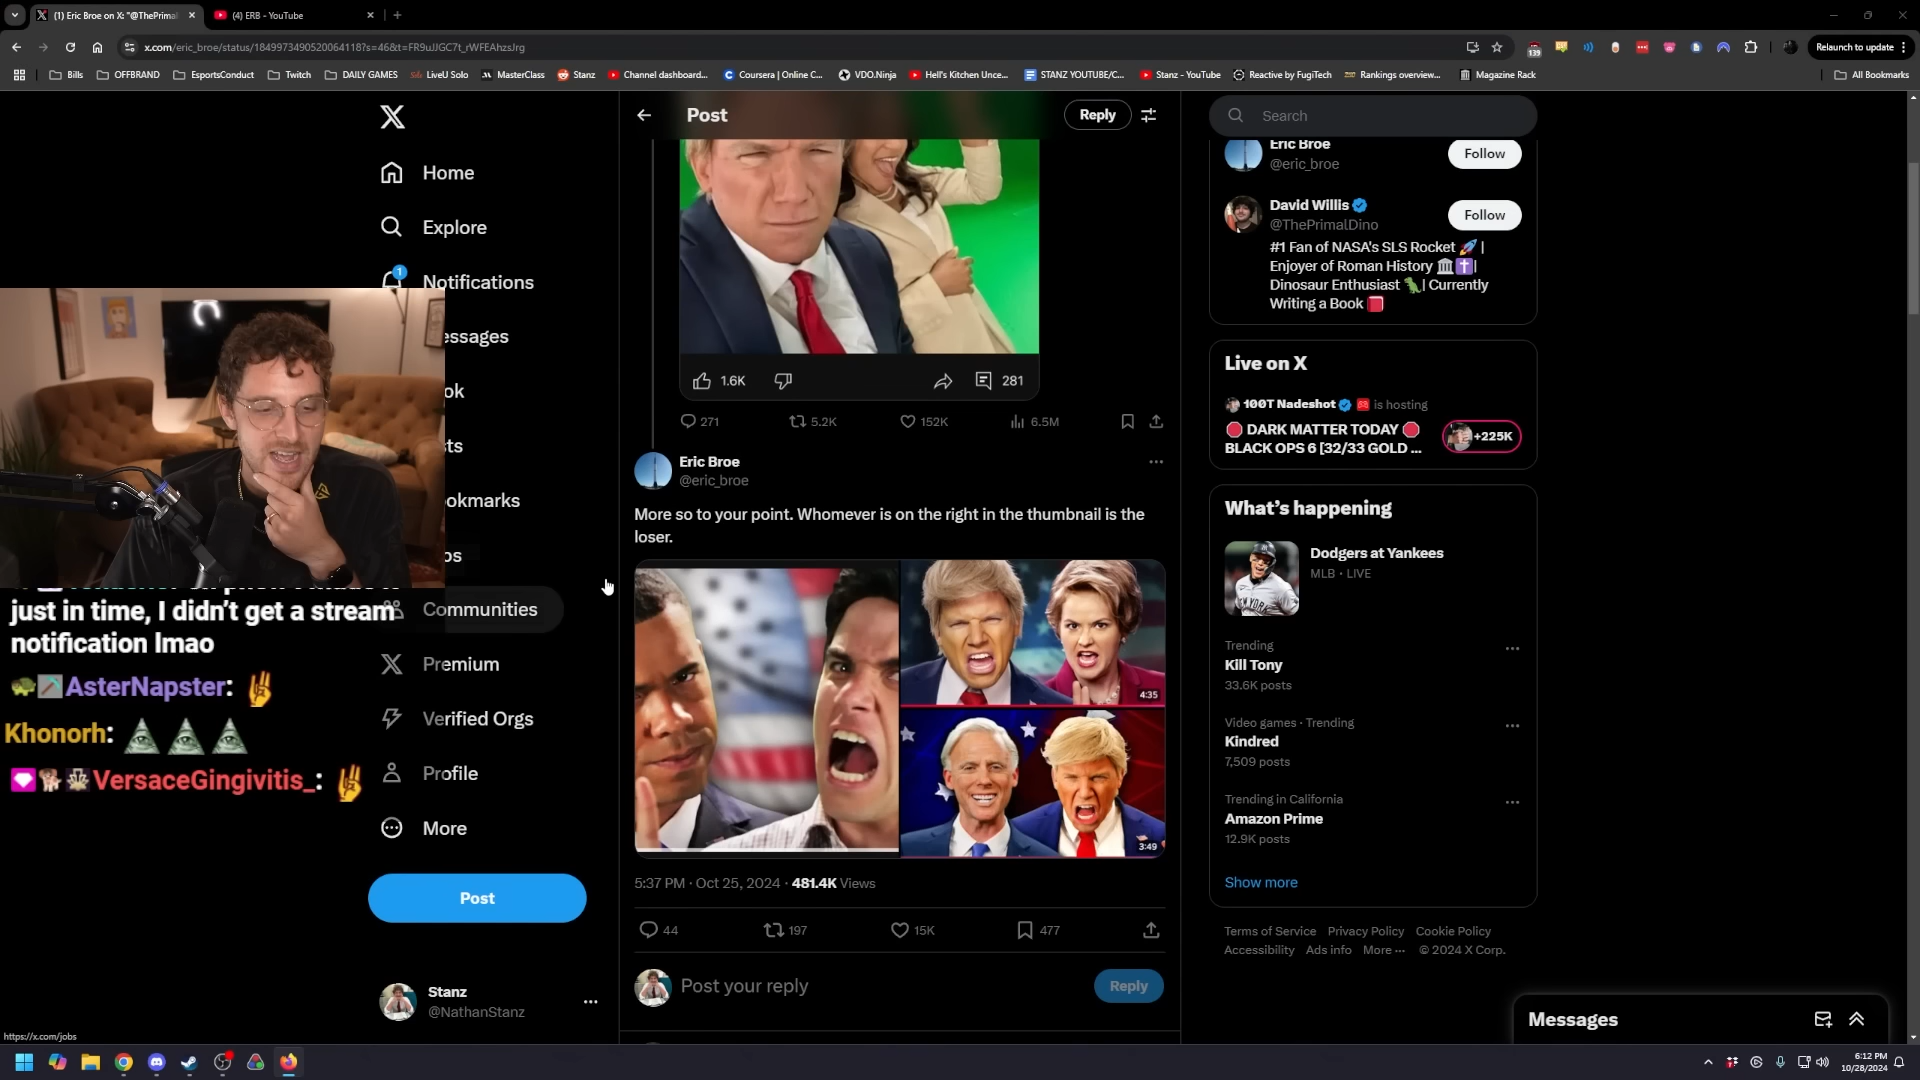 (1) Eric Broe on X: "@ThePrimal
(4) ERB - YouTube
x.com/eric_broe/status/1849973490520064118?s=46&t=FR9uJJGC7t_rWFEAhzsJrg
139
Relaunch to update
Bills
OFFBRAND
EsportsConduct
Twitch
DAILY GAMES
LiveU Solo
MasterClass
Stanz
Channel dashboard...
Coursera | Online C...
VDO.Ninja
Hell's Kitchen Unce...
STANZ YOUTUBE/C...
Stanz - YouTube
Reactive by FugiTech
Rankings overview...
Magazine Rack
All Bookmarks
Home
Explore
1
Notifications
essages
ok
sts
ookmarks
os
Communities
Premium
Verified Orgs
Profile
More
Post
Stanz
@NathanStanz
just in time, I didn't get a stream
notification lmao
AsterNapster:
Khonorh:
VersaceGingivitis_:
Post
Reply
1.6K
281
271
5.2K
152K
6.5M
Eric Broe
@eric_broe
More so to your point. Whomever is on the right in the thumbnail is the
loser.
4:35
3:49
5:37 PM · Oct 25, 2024 · 481.4K Views
44
197
15K
477
Post your reply
Reply
Search
Eric Broe
@eric_broe
Follow
David Willis
@ThePrimalDino
Follow
#1 Fan of NASA's SLS Rocket |
Enjoyer of Roman History |
Dinosaur Enthusiast | Currently
Writing a Book
Live on X
100T Nadeshot is hosting
DARK MATTER TODAY
BLACK OPS 6 [32/33 GOLD ...
+225K
What's happening
Dodgers at Yankees
MLB · LIVE
Trending
Kill Tony
33.6K posts
Video games · Trending
Kindred
7,509 posts
Trending in California
Amazon Prime
12.9K posts
Show more
Terms of Service Privacy Policy Cookie Policy
Accessibility Ads info More ··· © 2024 X Corp.
Messages
https://x.com/jobs
6:12 PM
10/28/2024